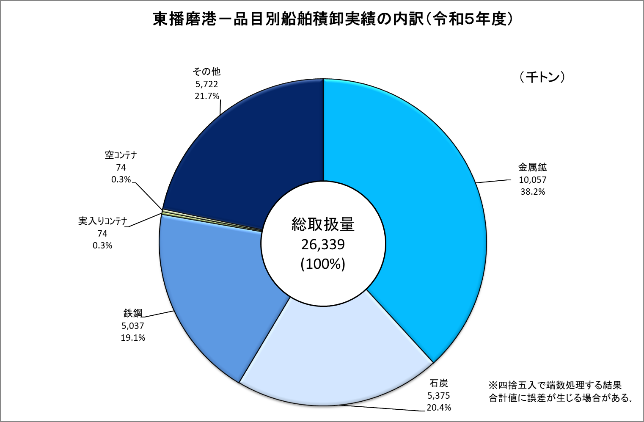 東播磨港－品目別船舶積卸実績の内訳（令和５年度）
（千トン）
その他
5,722
21.7%
空ｺﾝﾃﾅ
74
0.3%
実入りｺﾝﾃﾅ
74
0.3%
鉄鋼
5,037
19.1%
金属鉱
10,057
38.2%
石炭
5,375
20.4%
総取扱量
26,339
(100%)
※四捨五入で端数処理する結果
合計値に誤差が生じる場合がある。